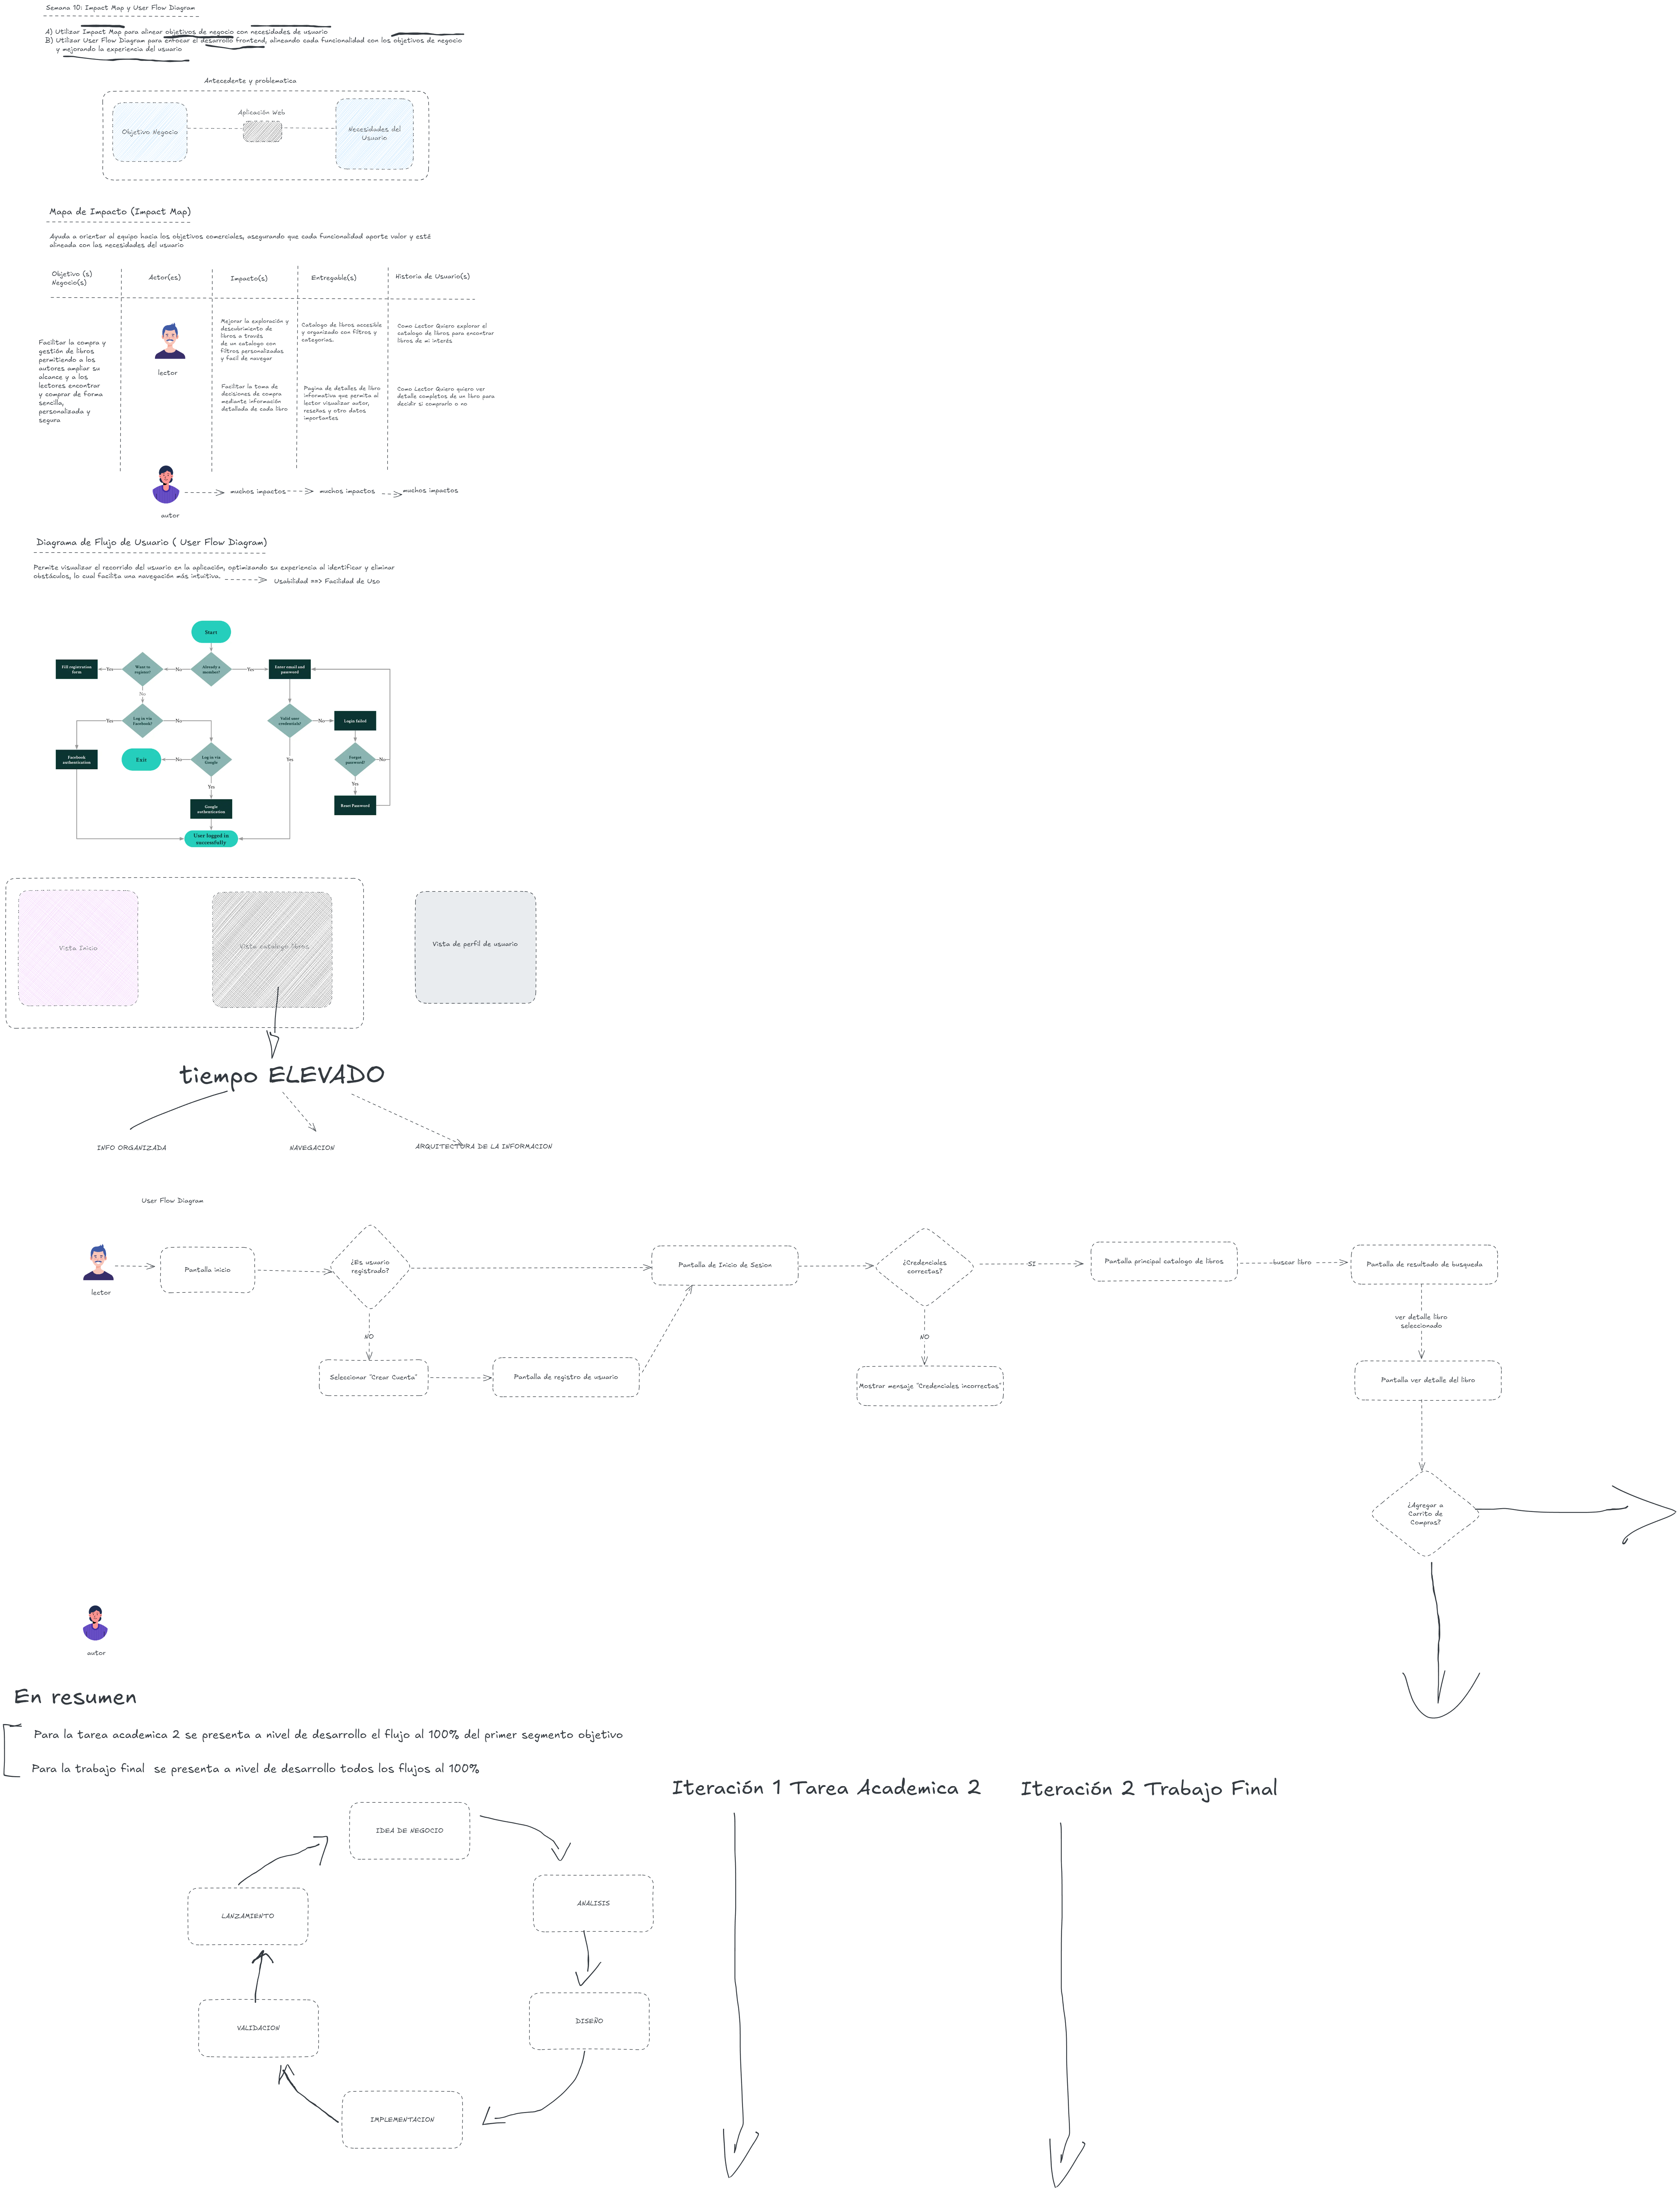 Semana 10: Impact Map y User Flow Diagram
A) Utilizar Impact Map para alinear objetivos de negocio con necesidades de usuario
B) Utilizar User Flow Diagram para enfocar el desarrollo frontend, alineando cada funcionalidad con los objetivos de negocio
y mejorando la experiencia del usuario
Antecedente y problematica
Objetivo Negocio
Aplicación Web
Necesidades del
Usuario
Mapa de Impacto (Impact Map)
Ayuda a orientar al equipo hacia los objetivos comerciales, asegurando que cada funcionalidad aporte valor y esté
alineada con las necesidades del usuario
Objetivo (s)
Negocio(s)
Actor(es)
Impacto(s)
Entregable(s)
Historia de Usuario(s)
Facilitar la compra y
gestión de libros
permitiendo a los
autores ampliar su
alcance y a los
lectores encontrar
y comprar de forma
sencilla,
personalizada y
segura
lector
Mejorar la exploración y
descubrimiento de
libros a través
de un catalogo con
filtros personalizadas
y facil de navegar
Catalogo de libros accesible
y organizado con filtros y
categorias.
Como Lector Quiero explorar el
catalogo de libros para encontrar
libros de mi interés
Facilitar la toma de
decisiones de compra
mediante información
detallada de cada libro
Pagina de detalles de libro
informativa que permita al
lector visualizar autor,
reseñas y otro datos
importantes
Como Lector Quiero quiero ver
detalle completos de un libro para
decidir si comprarlo o no
autor
muchos impactos
muchos impactos
muchos impactos
Diagrama de Flujo de Usuario ( User Flow Diagram)
Permite visualizar el recorrido del usuario en la aplicación, optimizando su experiencia al identificar y eliminar
obstáculos, lo cual facilita una navegación más intuitiva.
Usabilidad ==> Facilidad de Uso
Start
Fill registration
form
Yes
Want to
register?
No
Already a
member?
Yes
Enter email and
password
No
Yes
Log in via
Facebook?
No
Valid user
credentials?
No
Login failed
Facebook
authentication
Exit
No
Log in via
Google
Yes
Forgot
password?
No
Yes
Yes
Google
authentication
Reset Password
User logged in
successfully
Vista Inicio
Vista catalogo libros
Vista de perfil de usuario
tiempo ELEVADO
INFO ORGANIZADA
NAVEGACION
ARQUITECTURA DE LA INFORMACION
User Flow Diagram
lector
Pantalla inicio
¿Es usuario
registrado?
Pantalla de Inicio de Sesion
¿Credenciales
correctas?
SI
Pantalla principal catalogo de libros
buscar libro
Pantalla de resultado de busqueda
NO
Seleccionar "Crear Cuenta"
Pantalla de registro de usuario
NO
Mostrar mensaje "Credenciales incorrectas"
ver detalle libro
seleccionado
Pantalla ver detalle del libro
¿Agregar a
Carrito de
Compras?
autor
En resumen
Para la tarea academica 2 se presenta a nivel de desarrollo el flujo al 100% del primer segmento objetivo
Para la trabajo final se presenta a nivel de desarrollo todos los flujos al 100%
Iteración 1 Tarea Academica 2
Iteración 2 Trabajo Final
IDEA DE NEGOCIO
ANALISIS
LANZAMIENTO
DISEÑO
VALIDACION
IMPLEMENTACION